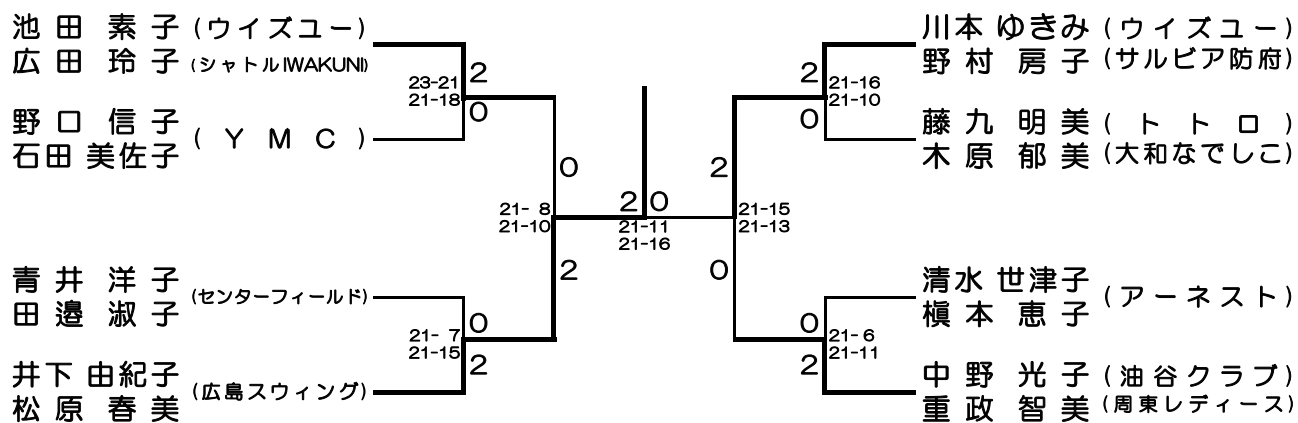 池田 素子 (ウイズユー)
広田 玲子 (シャトルIWAKUNI)
23-21
21-18
2
0
野口 信子 (YMC)
石田 美佐子
0
21- 8
21-10
2
青井 洋子 (センターフィールド)
田邉 淑子
21- 7
21-15
0
2
井下 由紀子 (広島スウィング)
松原 春美
2 0
21-11
21-16
川本 ゆきみ (ウイズユー)
野村 房子 (サルビア防府)
2
0
21-16
21-10
藤九 明美 (トトロ)
木原 郁美 (大和なでしこ)
2
21-15
21-13
0
清水 世津子 (アーネスト)
槇本 恵子
0
2
21- 6
21-11
中野 光子 (油谷クラブ)
重政 智美 (周東レディース)